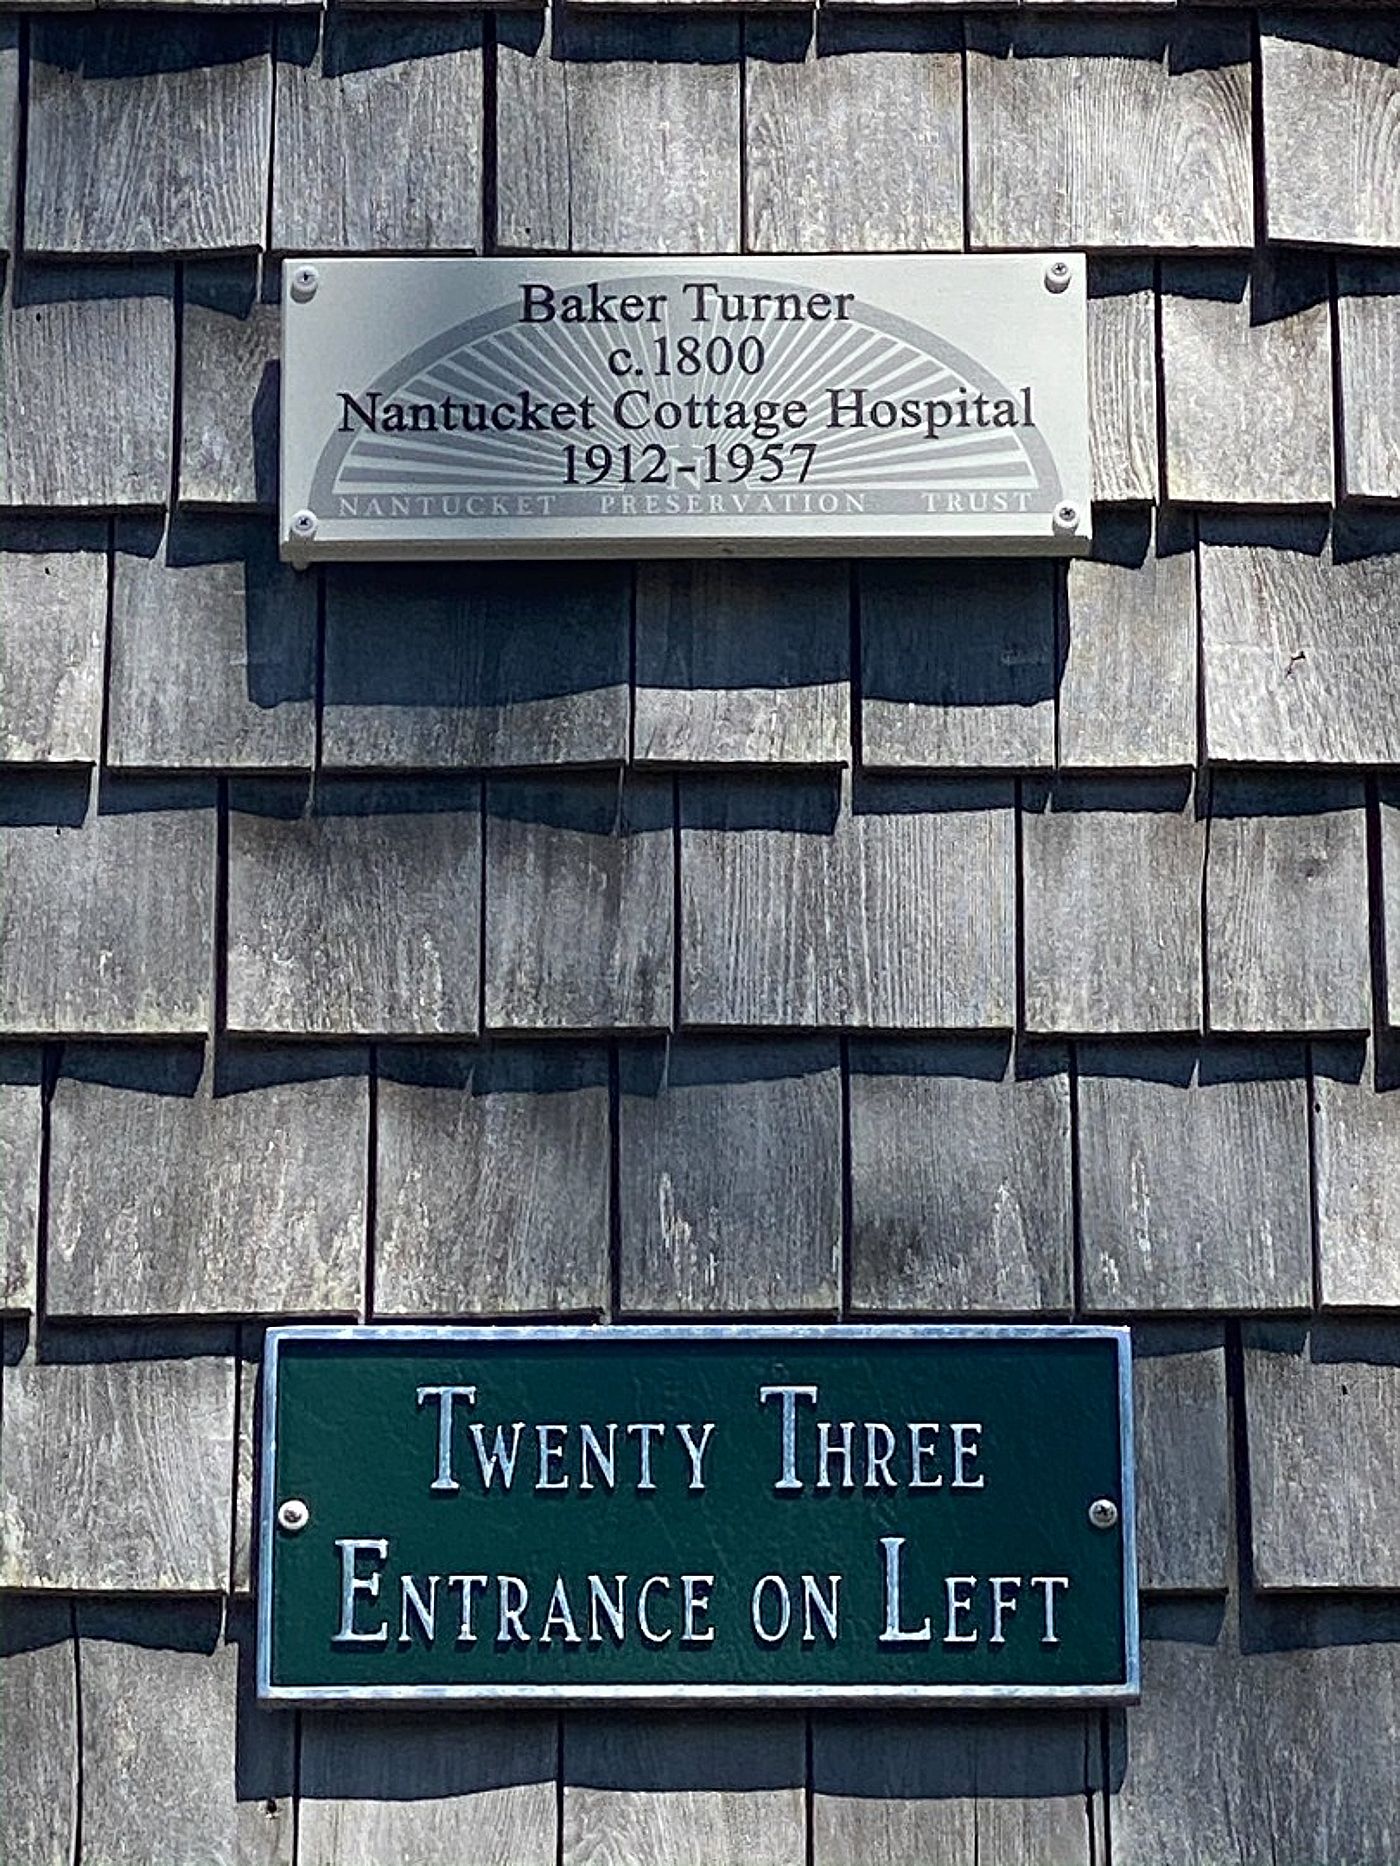 Baker Turner
c. 1800
Nantucket Cottage Hospital
1912-1957
NANTUCKET PRESERVATION TRUST
TWENTY THREE
ENTRANCE ON LEFT